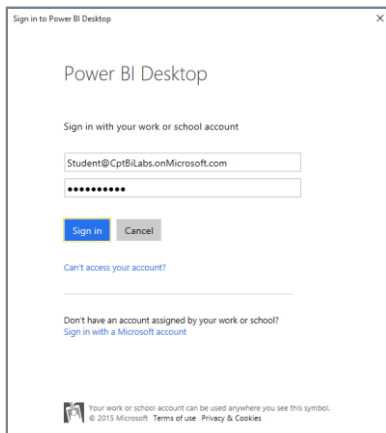 Sign in to Power BI Desktop
Power BI Desktop
Sign in with your work or school account
Student@CptBiLabs.onMicrosoft.com
●●●●●●●●●●
Sign in Cancel
Can't access your account?
Don't have an account assigned by your work or school?
Sign in with a Microsoft account
Your work or school account can be used anywhere you see this symbol.
© 2015 Microsoft Terms of use Privacy & Cookies